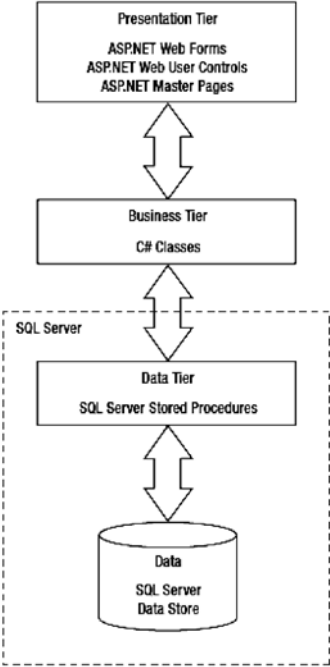 Presentation Tier
ASP.NET Web Forms
ASP.NET Web User Controls
ASP.NET Master Pages
Business Tier
C# Classes
SQL Server
Data Tier
SQL Server Stored Procedures
Data
SQL Server
Data Store